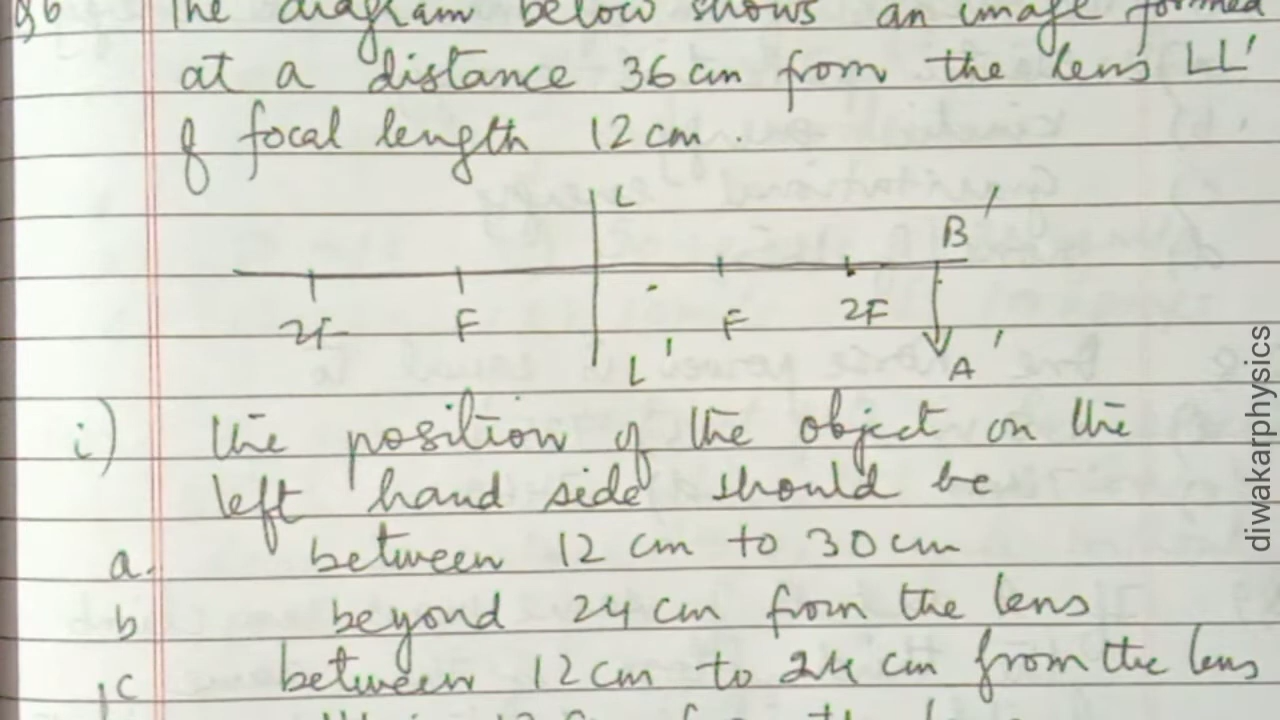 Q6 The diagram below shows an image formed
at a distance 36 cm from the lens LL'
of focal length 12 cm.
L
B'
2F F F 2F
L' A'
i) the position of the object on the
left hand side should be
a. between 12 cm to 30 cm
b beyond 24 cm from the lens
c between 12 cm to 24 cm from the lens
diwakarphysics